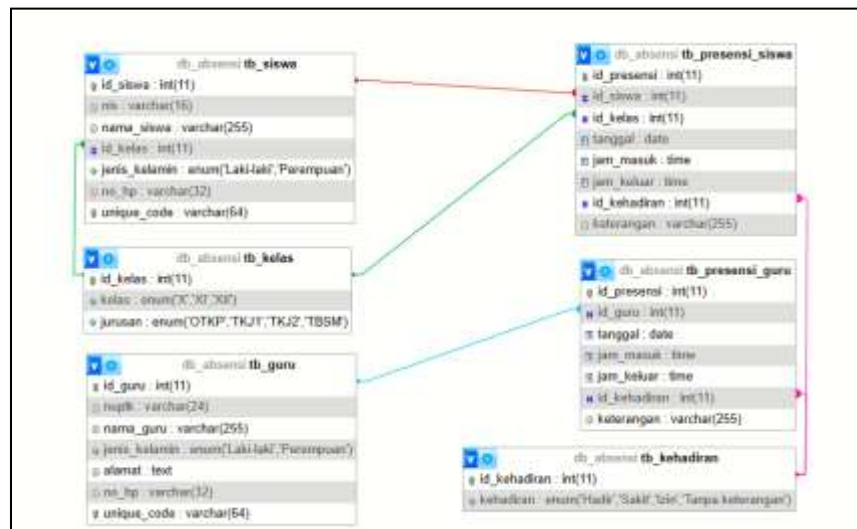 db_absensi tb_siswa
id_siswa : int(11)
nis : varchar(16)
nama_siswa : varchar(255)
id_kelas : int(11)
jenis_kelamin : enum('Laki-laki','Perempuan')
no_hp : varchar(32)
unique_code : varchar(64)
db_absensi tb_kelas
id_kelas : int(11)
kelas : enum('X','XI','XII')
jurusan : enum('OTKP','TKJ1','TKJ2','TBSM')
db_absensi tb_guru
id_guru : int(11)
nuptk : varchar(24)
nama_guru : varchar(255)
jenis_kelamin : enum('Laki-laki','Perempuan')
alamat : text
no_hp : varchar(32)
unique_code : varchar(64)
db_absensi tb_presensi_siswa
id_presensi : int(11)
id_siswa : int(11)
id_kelas : int(11)
tanggal : date
jam_masuk : time
jam_keluar : time
id_kehadiran : int(11)
keterangan : varchar(255)
db_absensi tb_presensi_guru
id_presensi : int(11)
id_guru : int(11)
tanggal : date
jam_masuk : time
jam_keluar : time
id_kehadiran : int(11)
keterangan : varchar(255)
db_absensi tb_kehadiran
id_kehadiran : int(11)
kehadiran : enum('Hadir','Sakit','Izin','Tanpa keterangan')